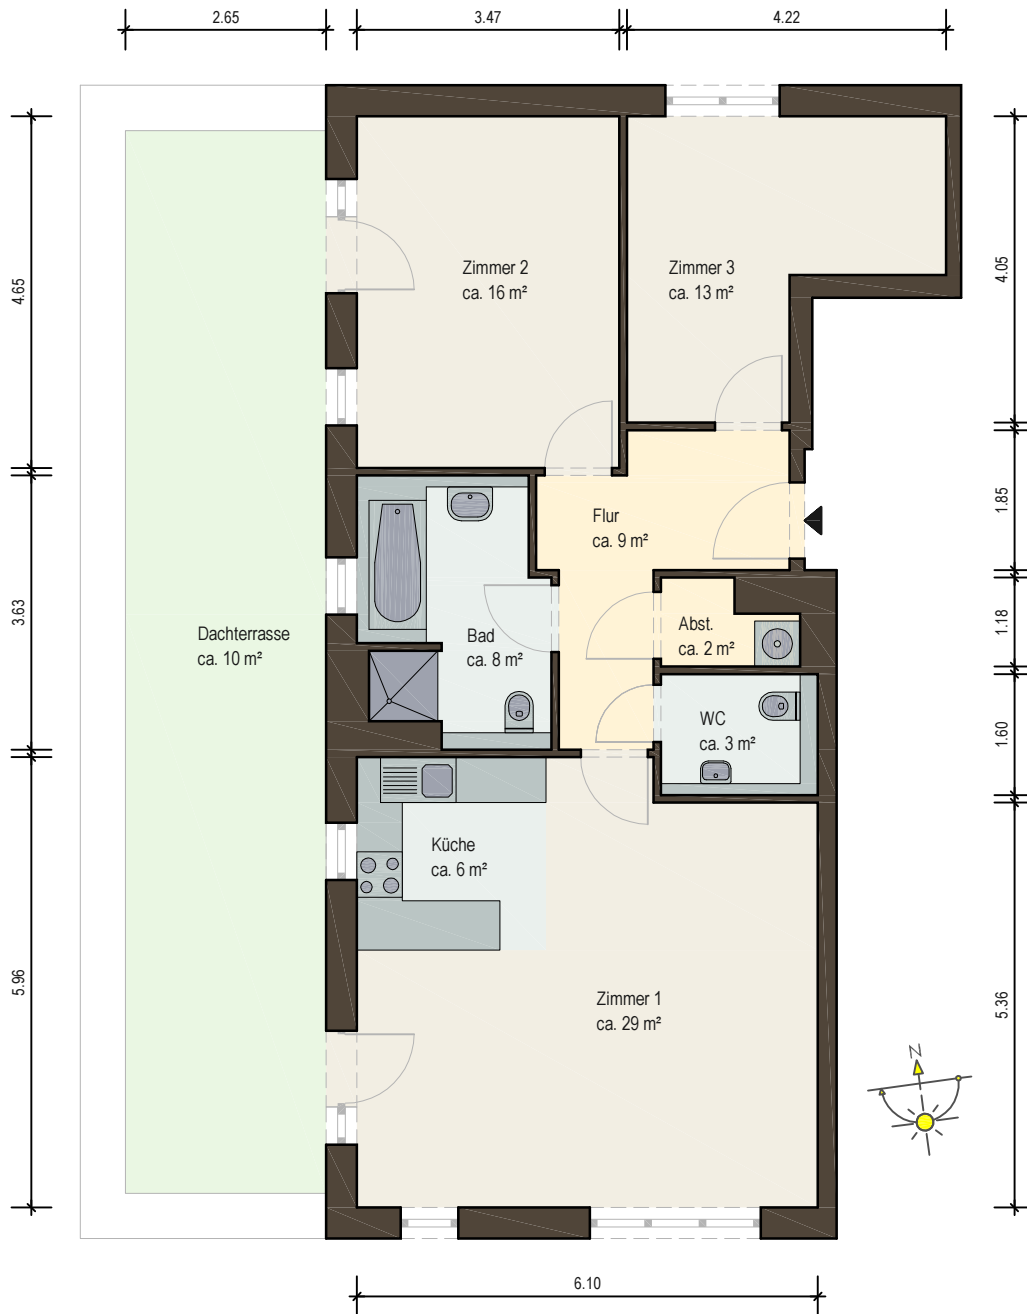 2.65
3.47
4.22
4.65
4.05
Zimmer 2
ca. 16 m²
Zimmer 3
ca. 13 m²
1.85
Flur
ca. 9 m²
3.63
1.18
Dachterrasse
ca. 10 m²
Bad
ca. 8 m²
Abst.
ca. 2 m²
WC
ca. 3 m²
1.60
Küche
ca. 6 m²
5.96
5.36
Zimmer 1
ca. 29 m²
N
6.10